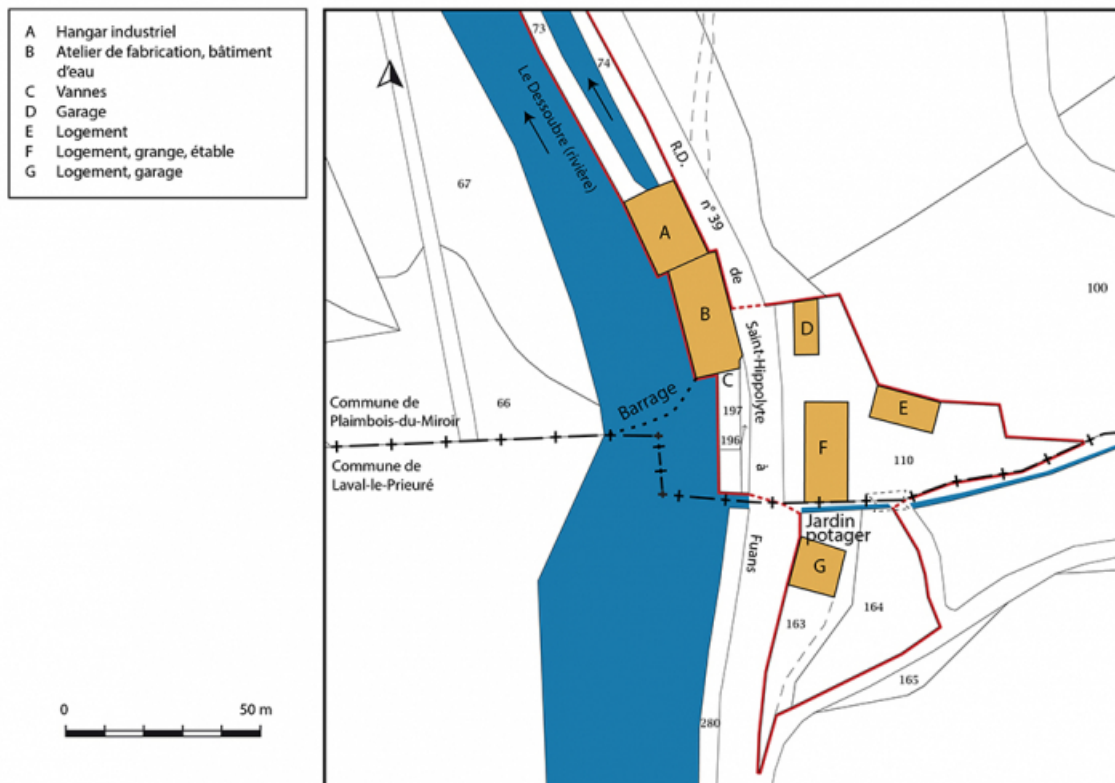 A Hangar industriel
B Atelier de fabrication, bâtiment
d'eau
C Vannes
D Garage
E Logement
F Logement, grange, étable
G Logement, garage
73
74
Le Dessoubre (rivière)
67
R.D.
n° 39
de
Saint-Hippolyte
à
Fuans
A
B
D
100
C
E
Barrage
197
196
66
F
110
Commune de
Plaimbois-du-Miroir
Commune de
Laval-le-Prieuré
Jardin
potager
G
163
164
165
280
0 50 m